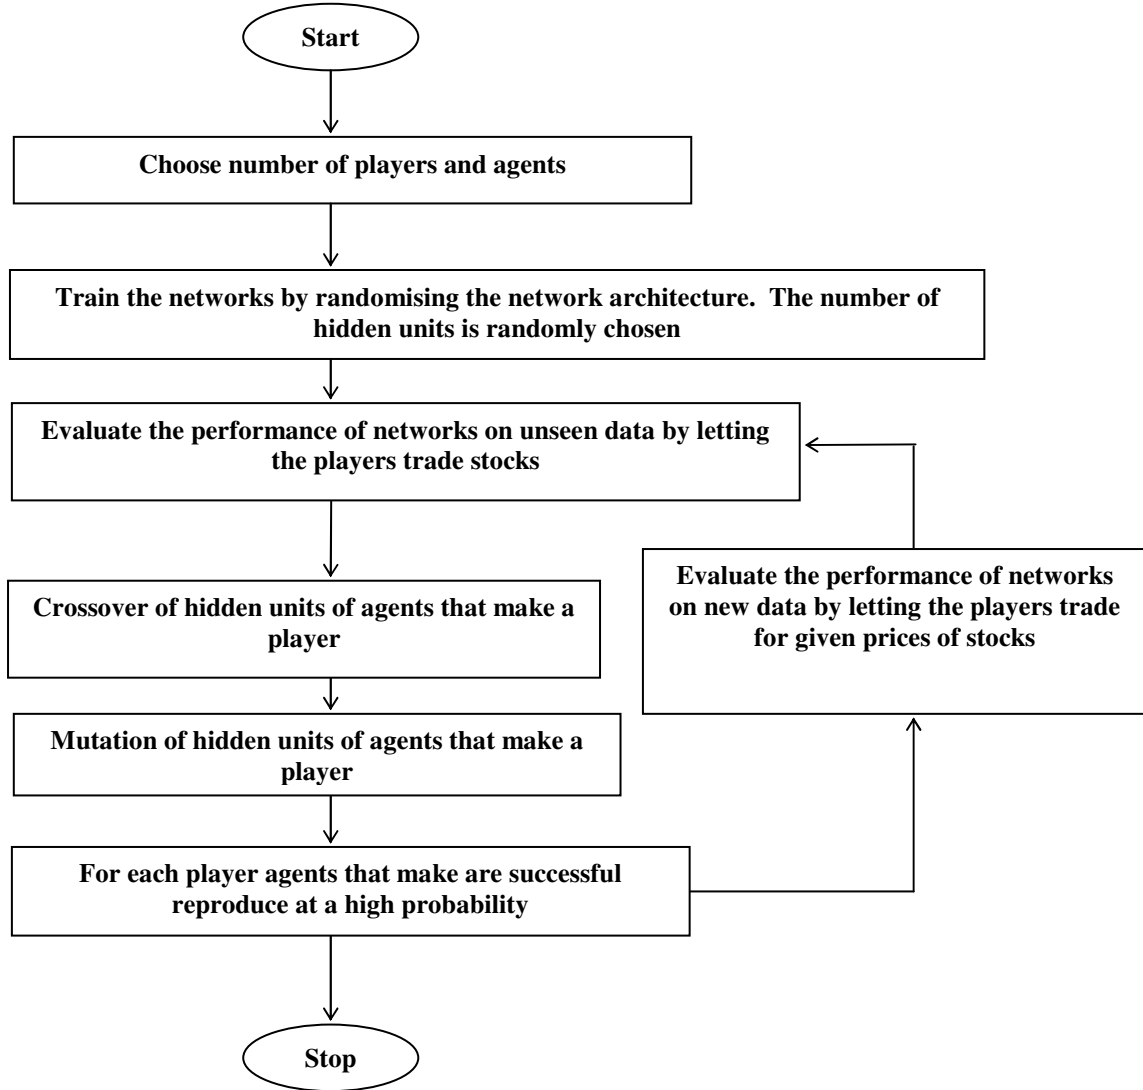 Start
Choose number of players and agents
Train the networks by randomising the network architecture.  The number of
hidden units is randomly chosen
Evaluate the performance of networks on unseen data by letting
the players trade stocks
Crossover of hidden units of agents that make a
player
Mutation of hidden units of agents that make a
player
For each player agents that make are successful
reproduce at a high probability
Evaluate the performance of networks
on new data by letting the players trade
for given prices of stocks
Stop